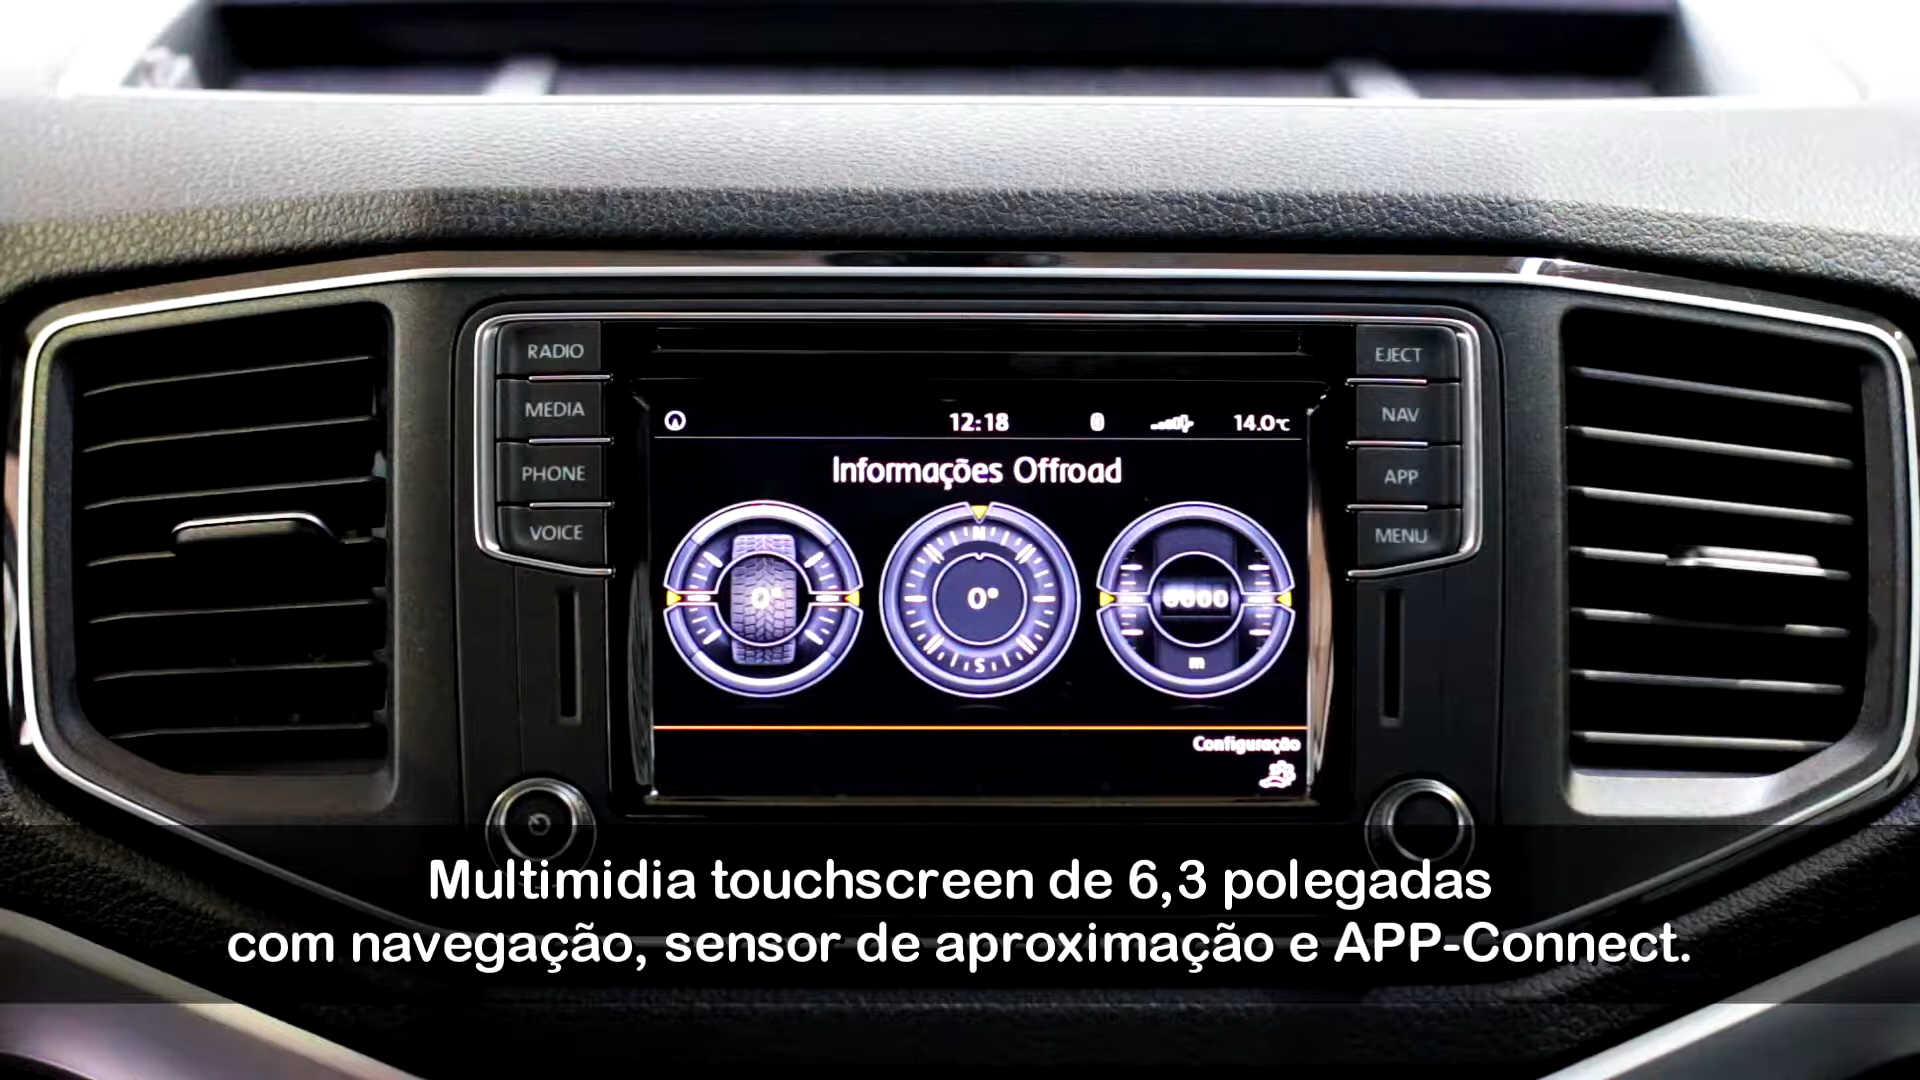 RADIO
MEDIA
PHONE
VOICE
EJECT
NAV
APP
MENU
12:18
14.0°C
Informações Offroad
0°
N
0°
S
m
Configuração
Multimidia touchscreen de 6,3 polegadas
com navegação, sensor de aproximação e APP-Connect.